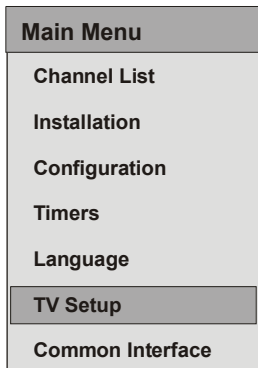 Main Menu
Channel List
Installation
Configuration
Timers
Language
TV Setup
Common Interface